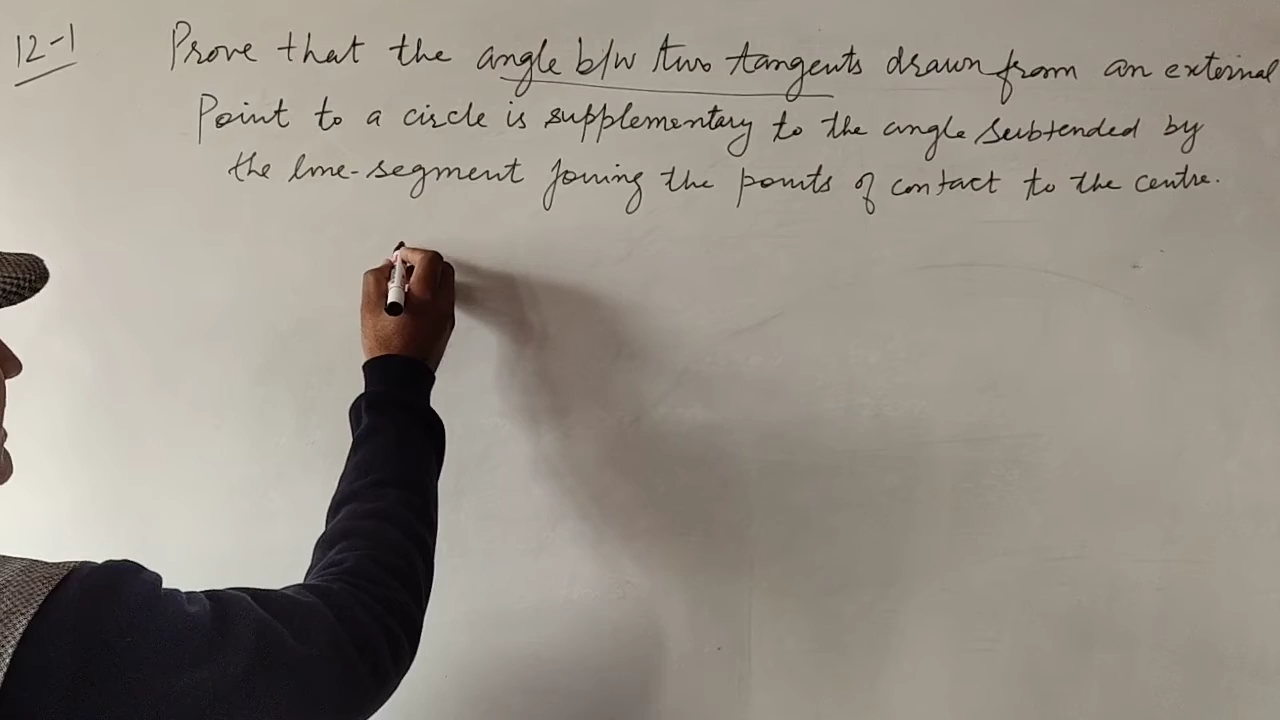 12-1 Prove that the angle b/w two tangents drawn from an external
Point to a circle is supplementary to the angle subtended by
the line-segment joining the points of contact to the centre.